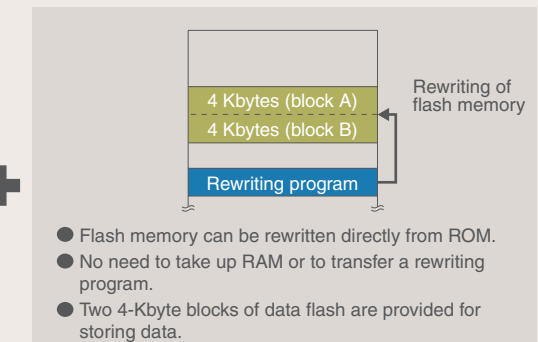 4 Kbytes (block A)
4 Kbytes (block B)
Rewriting of
flash memory
Rewriting program
● Flash memory can be rewritten directly from ROM.
● No need to take up RAM or to transfer a rewriting
program.
● Two 4-Kbyte blocks of data flash are provided for
storing data.